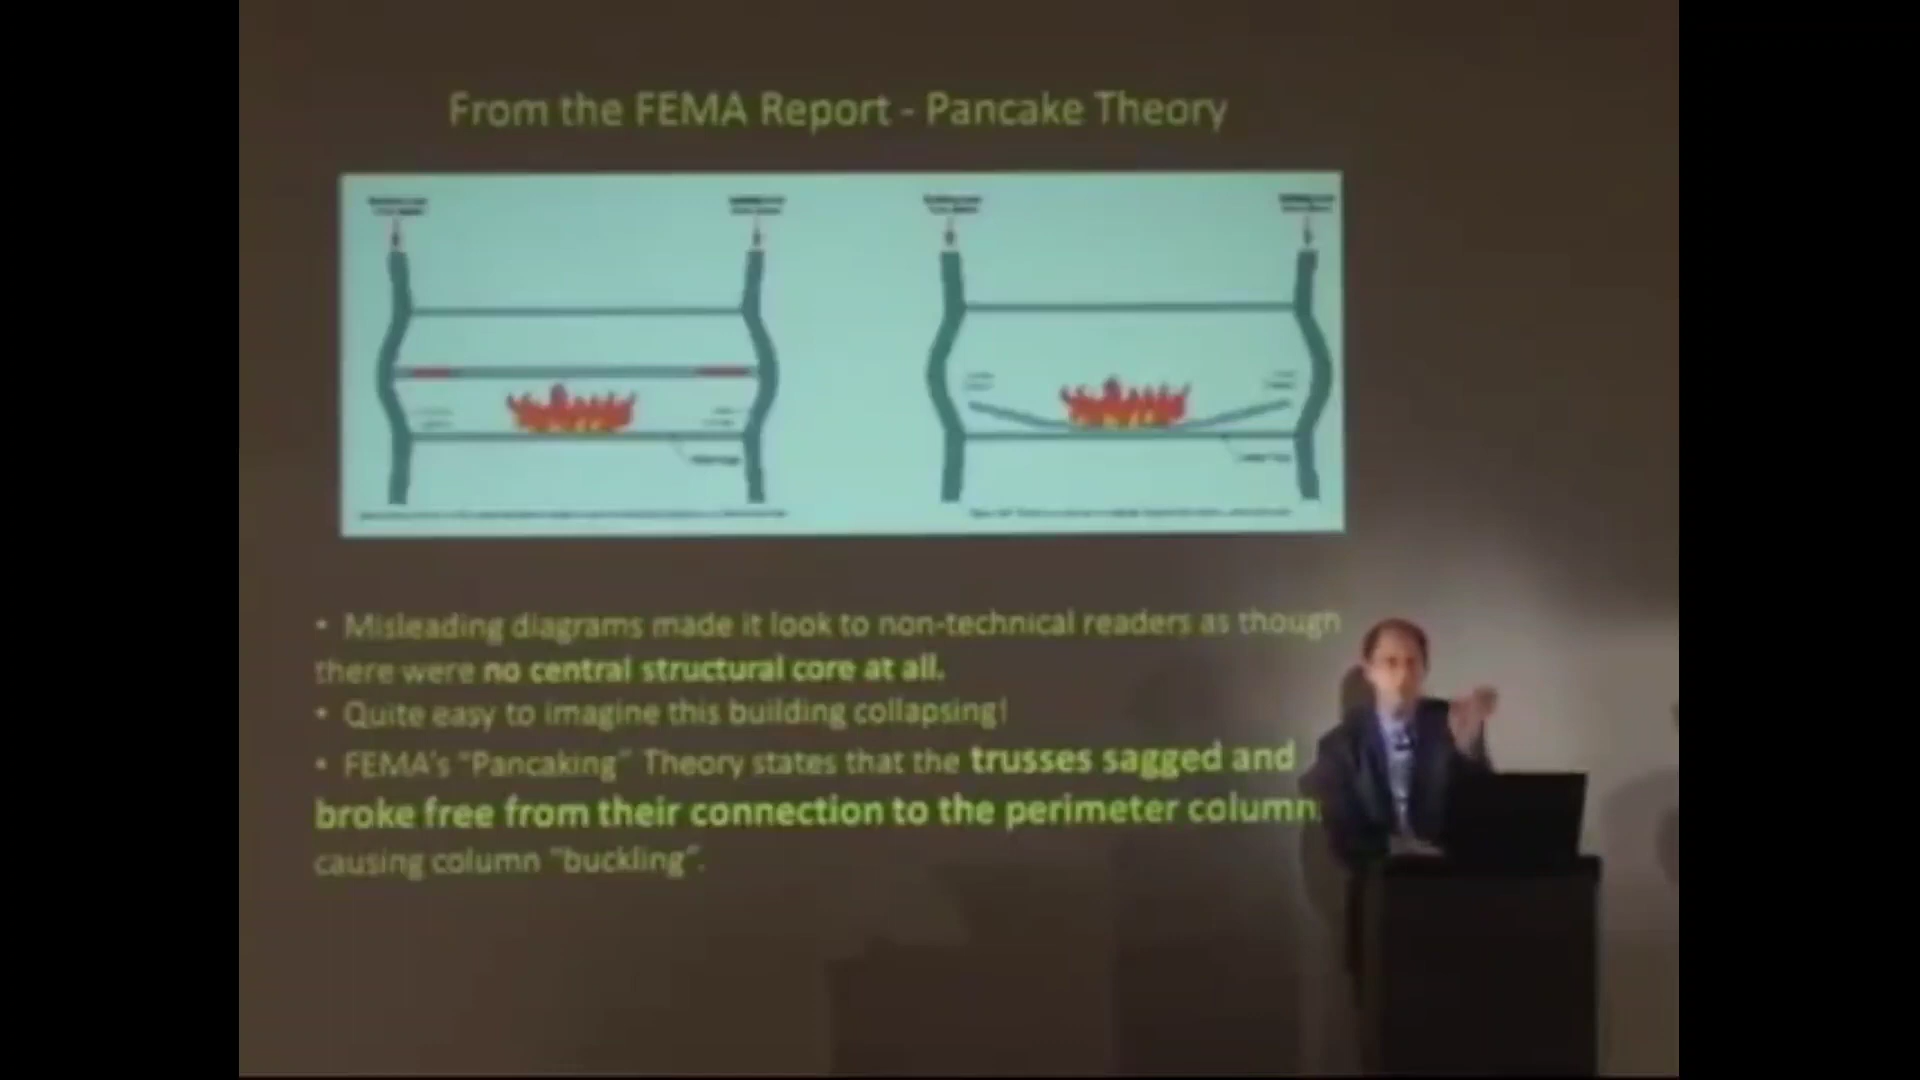 From the FEMA Report - Pancake Theory
• Misleading diagrams made it look to non-technical readers as though
there were no central structural core at all.
• Quite easy to imagine this building collapsing!
• FEMA's "Pancaking" Theory states that the trusses sagged and
broke free from their connection to the perimeter column
causing column "buckling".